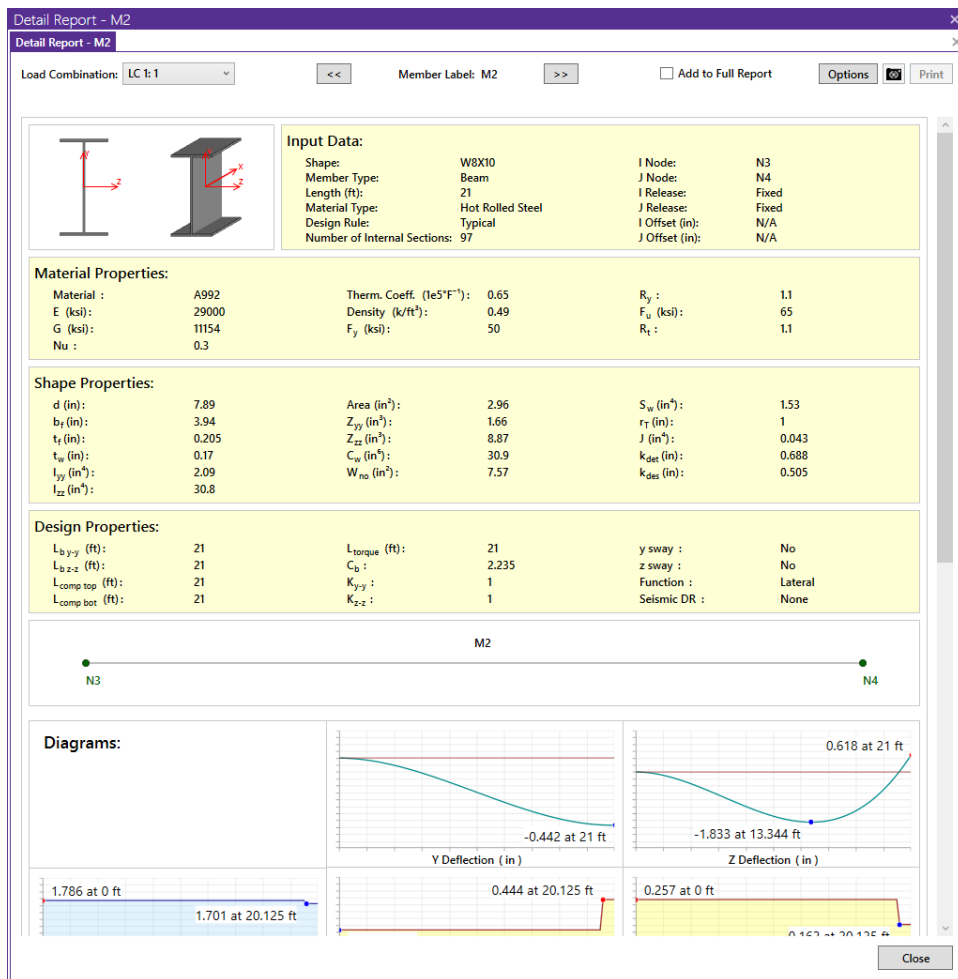 Detail Report - M2
Detail Report - M2
Load Combination: LC 1: 1 << Member Label: M2 >> Add to Full Report Options Print
y
z
x
y
z
Input Data:
Shape: W8X10 I Node: N3
Member Type: Beam J Node: N4
Length (ft): 21 I Release: Fixed
Material Type: Hot Rolled Steel J Release: Fixed
Design Rule: Typical I Offset (in): N/A
Number of Internal Sections: 97 J Offset (in): N/A
Material Properties:
Material : A992 Therm. Coeff. (1e5°F⁻¹): 0.65 Ry : 1.1
E (ksi): 29000 Density (k/ft³): 0.49 Fu (ksi): 65
G (ksi): 11154 Fy (ksi): 50 Rt : 1.1
Nu : 0.3
Shape Properties:
d (in): 7.89 Area (in²): 2.96 Sw (in⁴): 1.53
bf (in): 3.94 Zyy (in³): 1.66 rT (in): 1
tf (in): 0.205 Zzz (in³): 8.87 J (in⁴): 0.043
tw (in): 0.17 Cw (in⁶): 30.9 kdet (in): 0.688
Iyy (in⁴): 2.09 Wno (in²): 7.57 kdes (in): 0.505
Izz (in⁴): 30.8
Design Properties:
Lb y-y (ft): 21 Ltorque (ft): 21 y sway : No
Lb z-z (ft): 21 Cb : 2.235 z sway : No
Lcomp top (ft): 21 Ky-y : 1 Function : Lateral
Lcomp bot (ft): 21 Kz-z : 1 Seismic DR : None
M2
N3 N4
Diagrams:
0.618 at 21 ft
-0.442 at 21 ft -1.833 at 13.344 ft
Y Deflection ( in ) Z Deflection ( in )
1.786 at 0 ft 0.444 at 20.125 ft 0.257 at 0 ft
1.701 at 20.125 ft
0.162 at 20.125 ft
Close